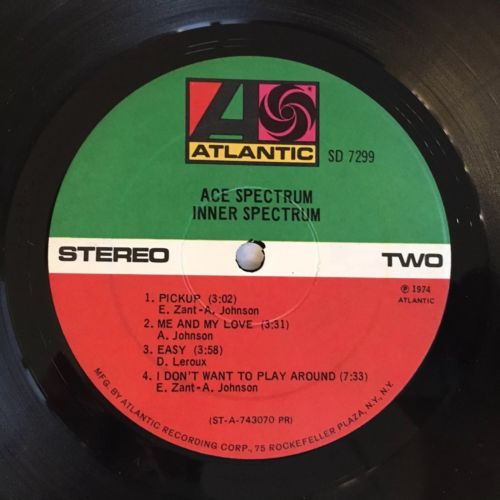 ATLANTIC
SD 7299
ACE SPECTRUM
INNER SPECTRUM
STEREO
TWO
℗ 1974
ATLANTIC
1. PICKUP (3:02)
E. Zant-A. Johnson
2. ME AND MY LOVE (3:31)
A. Johnson
3. EASY (3:58)
D. Leroux
4. I DON'T WANT TO PLAY AROUND (7:33)
E. Zant-A. Johnson
(ST-A-743070 PR)
MFG. BY ATLANTIC RECORDING CORP., 75 ROCKEFELLER PLAZA, N.Y., N.Y.